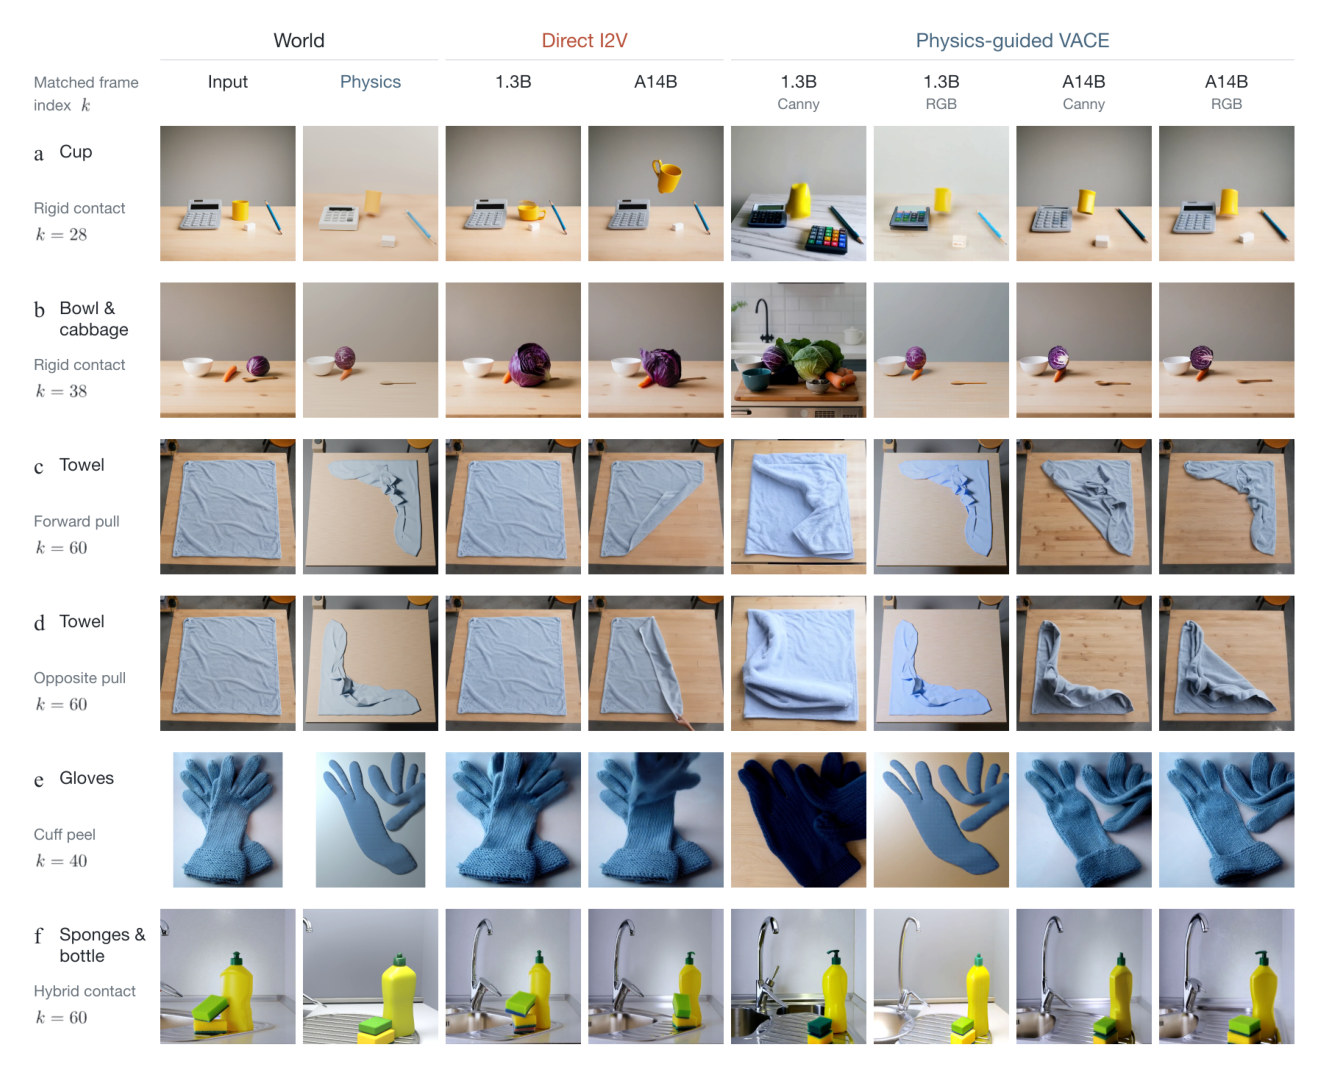 World
Direct I2V
Physics-guided VACE
Matched frame
index k
Input
Physics
1.3B
A14B
1.3B
Canny
1.3B
RGB
A14B
Canny
A14B
RGB
a Cup
Rigid contact
k = 28
b Bowl &
cabbage
Rigid contact
k = 38
c Towel
Forward pull
k = 60
d Towel
Opposite pull
k = 60
e Gloves
Cuff peel
k = 40
f Sponges &
bottle
Hybrid contact
k = 60